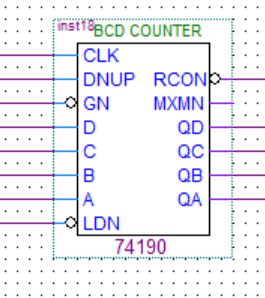 inst18
BCD COUNTER
CLK
DNUP RCON
GN MXMN
D QD
C QC
B QB
A QA
LDN
74190